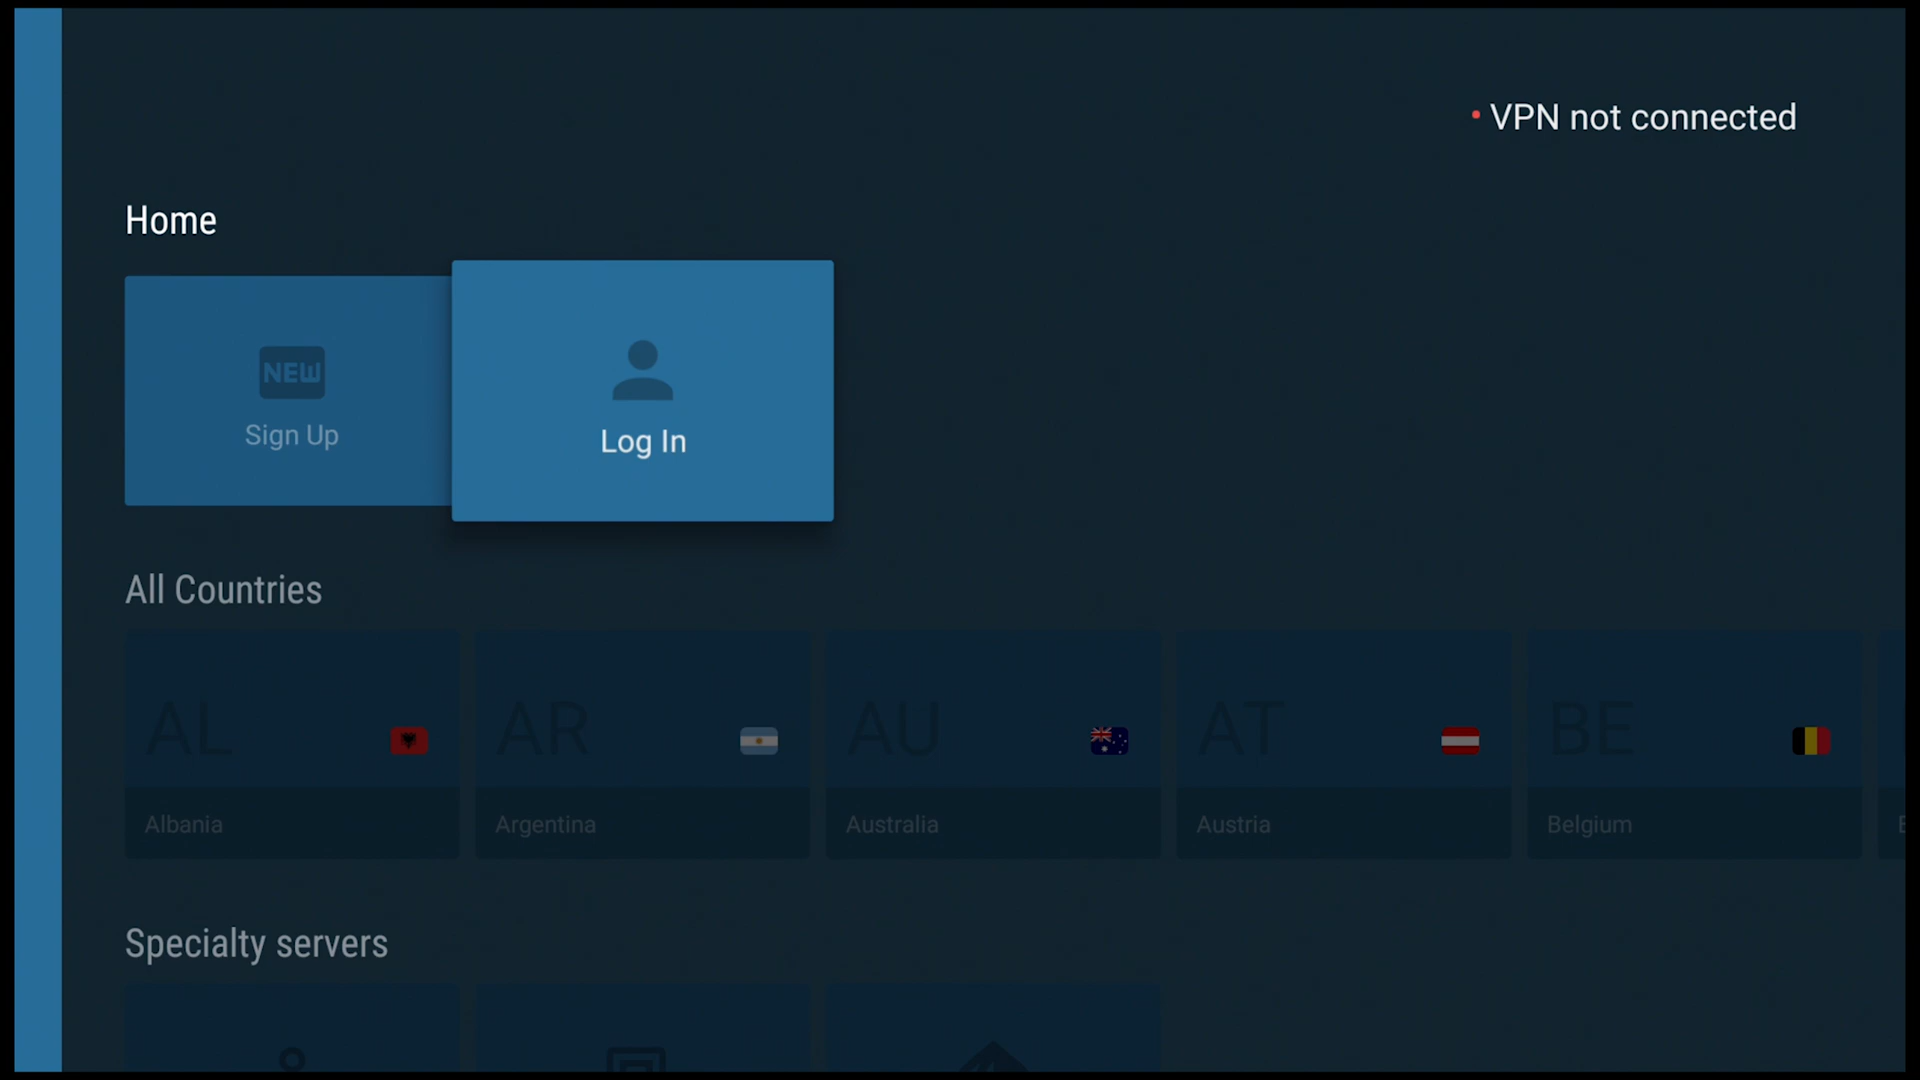 VPN not connected
Home
NEW
Sign Up
Log In
All Countries
AL
AR
AU
AT
BE
Albania
Argentina
Australia
Austria
Belgium
Specialty servers